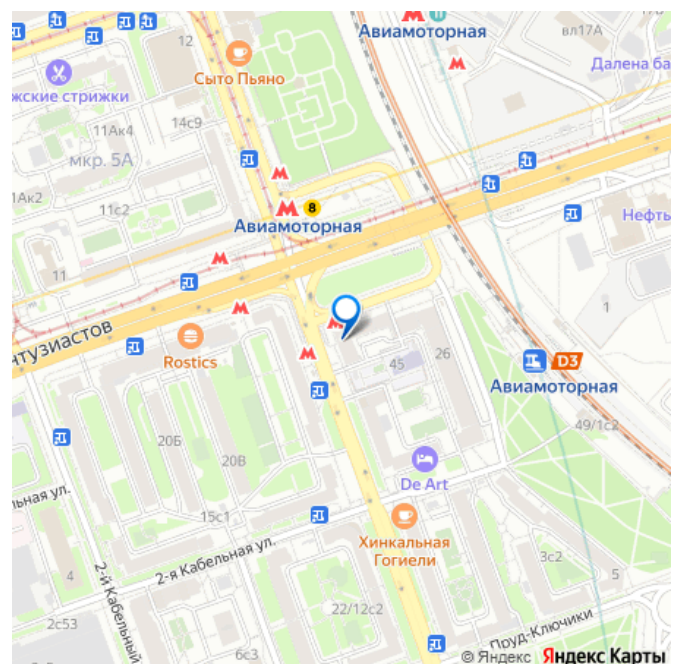 Авиамоторная
вл17А
12
Сыто Пьяно
Далена ба
жские стрижки
11Ак4
14с9
мкр. 5А
1Ак2
11с2
8
Авиамоторная
Нефть
11
1
нтузиастов
Rostics
45
26
D3
Авиамоторная
49/1с2
20Б
20В
De Art
льная ул.
15с1
Хинкальная
Гогиели
2-я Кабельная ул.
4
2-й Кабельный
3с2
5
22/12с2
2с53
6с3
Пруд-Ключики
© Яндекс Яндекс Карты